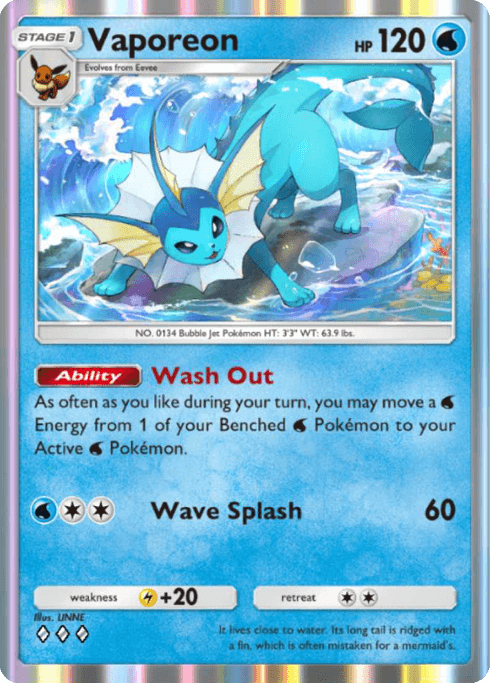 STAGE 1
Vaporeon
HP 120
Evolves from Eevee
NO. 0134 Bubble Jet Pokémon HT: 3'3" WT: 63.9 lbs.
Ability Wash Out
As often as you like during your turn, you may move a
Energy from 1 of your Benched Pokémon to your
Active Pokémon.
Wave Splash 60
weakness +20 retreat
Illus. LINNE
It lives close to water. Its long tail is ridged with
a fin, which is often mistaken for a mermaid's.